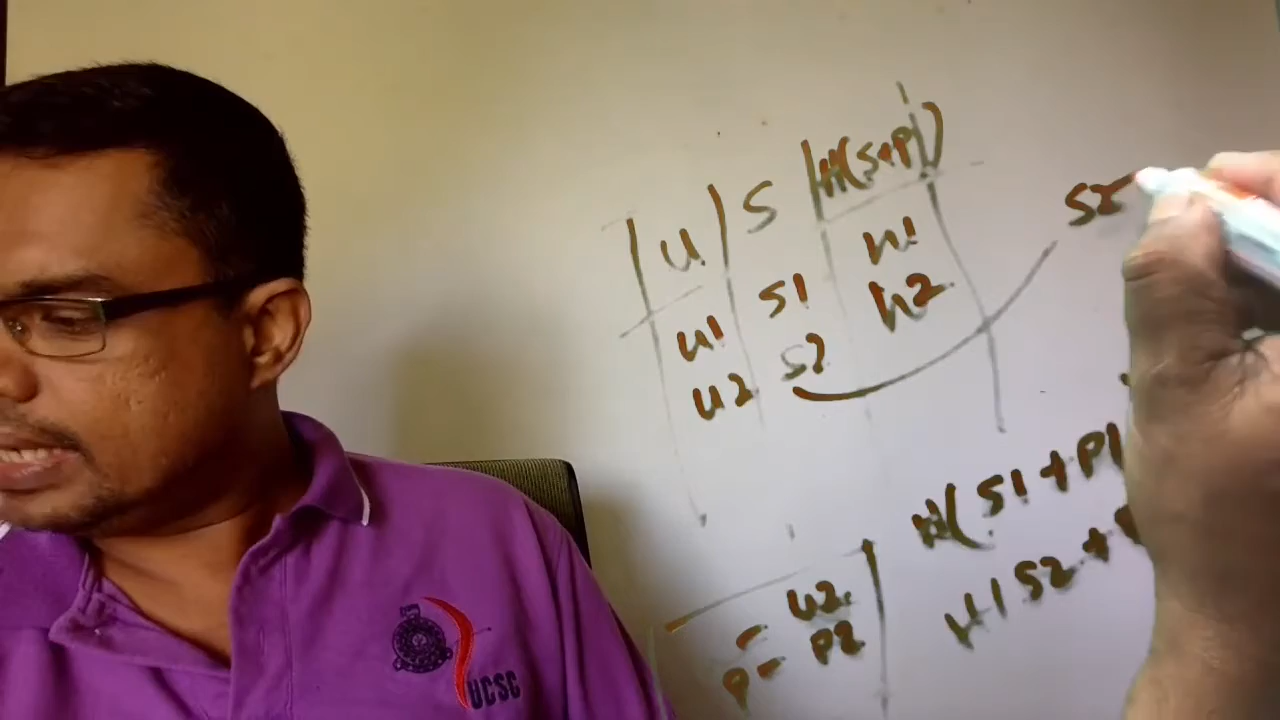 U S H(S+P)
U1 S1 H1
U2 S2 H2
S2
H(S1+P1
H(S2+
U2
P= P2
UCSC